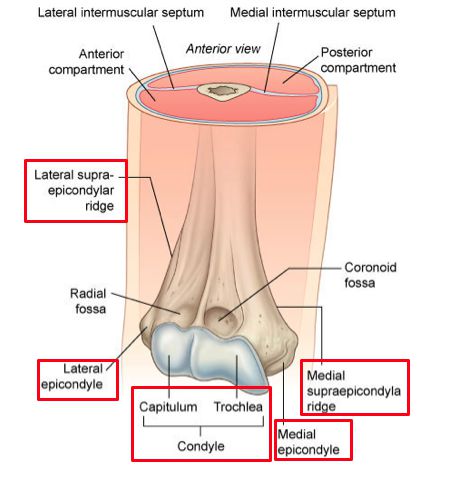 Lateral intermuscular septum
Medial intermuscular septum
Anterior
compartment
Anterior view
Posterior
compartment
Lateral supra-
epicondylar
ridge
Coronoid
fossa
Radial
fossa
Lateral
epicondyle
Medial
supraepicondyla
ridge
Capitulum Trochlea
Condyle
Medial
epicondyle